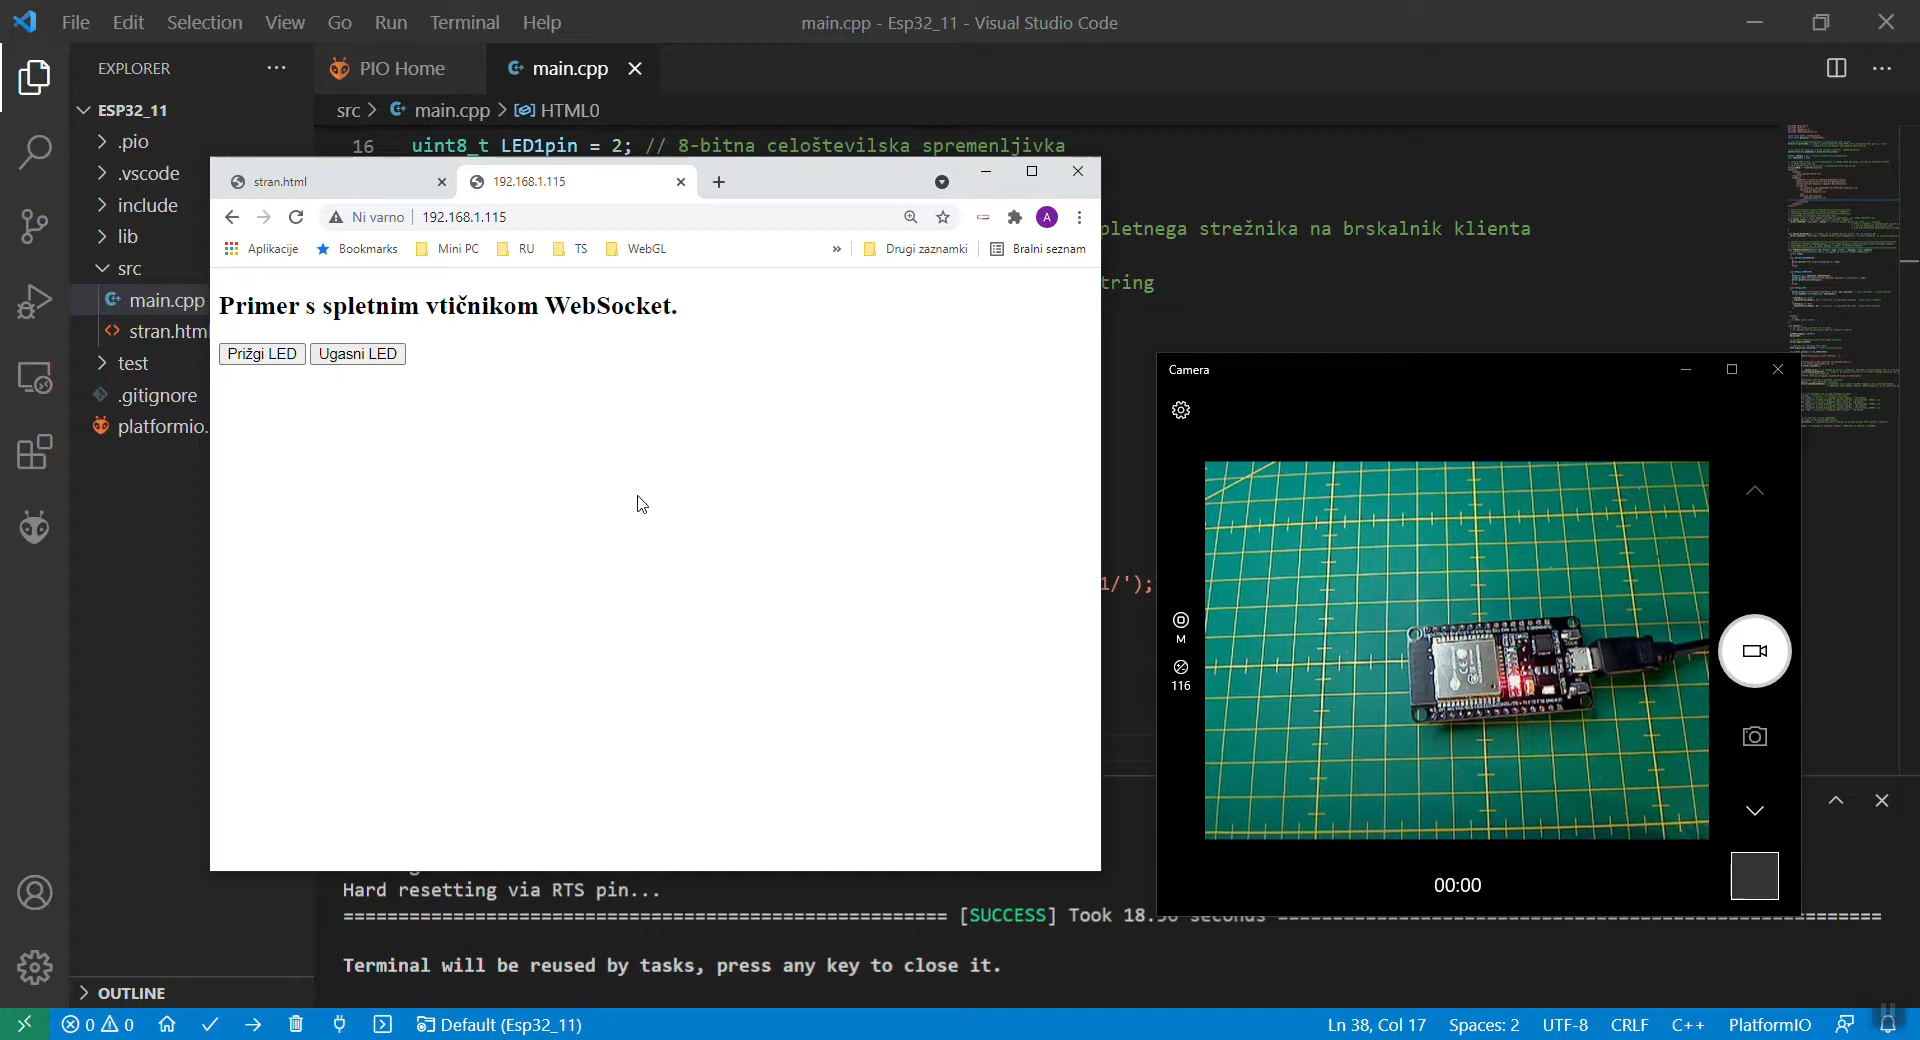 File Edit Selection View Go Run Terminal Help
main.cpp - Esp32_11 - Visual Studio Code
EXPLORER
PIO Home
main.cpp
ESP32_11
src > main.cpp > HTML0
.pio
.vscode
include
lib
src
main.cpp
stran.html
test
.gitignore
platformio.
16 uint8_t LED1pin = 2; // 8-bitna celoštevilska spremenljivka
pletnega strežnika na brskalnik klienta
tring
1/');
stran.html
192.168.1.115
Ni varno 192.168.1.115
A
Aplikacije Bookmarks Mini PC RU TS WebGL » Drugi zaznamki Bralni seznam
Primer s spletnim vtičnikom WebSocket.
Prižgi LED Ugasni LED
Camera
M
116
00:00
Hard resetting via RTS pin...
[SUCCESS] Took
Terminal will be reused by tasks, press any key to close it.
OUTLINE
0 0 Default (Esp32_11) Ln 38, Col 17 Spaces: 2 UTF-8 CRLF C++ PlatformIO